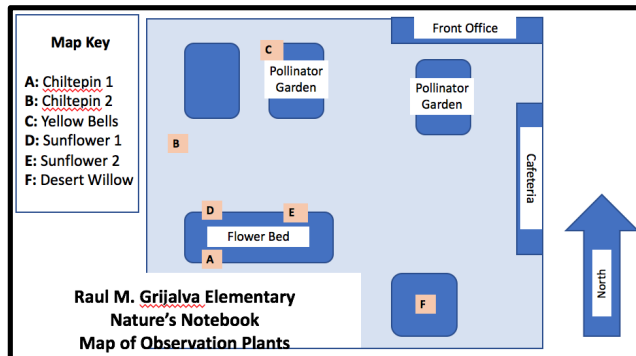 Map Key
A: Chiltepin 1
B: Chiltepin 2
C: Yellow Bells
D: Sunflower 1
E: Sunflower 2
F: Desert Willow
Front Office
C
Pollinator
Garden
Pollinator
Garden
B
Cafeteria
D
E
Flower Bed
A
F
North
Raul M. Grijalva Elementary
Nature's Notebook
Map of Observation Plants